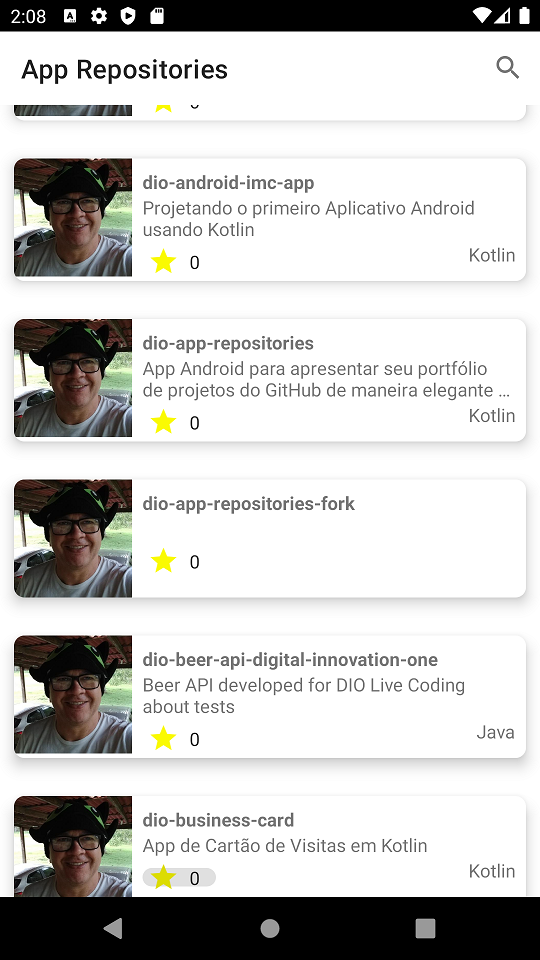 2:08
App Repositories
0
dio-android-imc-app
Projetando o primeiro Aplicativo Android
usando Kotlin
0
Kotlin
dio-app-repositories
App Android para apresentar seu portfólio
de projetos do GitHub de maneira elegante …
0
Kotlin
dio-app-repositories-fork
0
dio-beer-api-digital-innovation-one
Beer API developed for DIO Live Coding
about tests
0
Java
dio-business-card
App de Cartão de Visitas em Kotlin
0
Kotlin